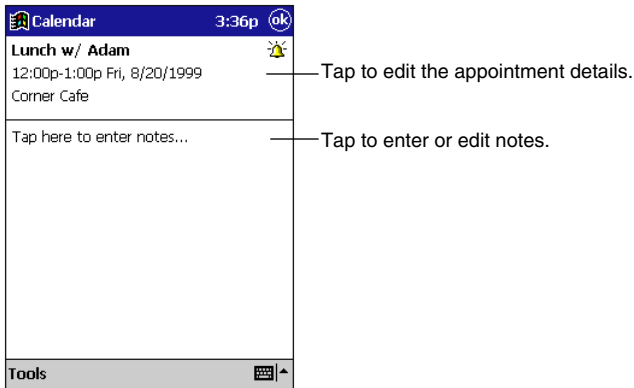 Calendar 3:36p ok
Lunch w/ Adam
12:00p-1:00p Fri, 8/20/1999
Corner Cafe
Tap to edit the appointment details.
Tap here to enter notes...
Tap to enter or edit notes.
Tools